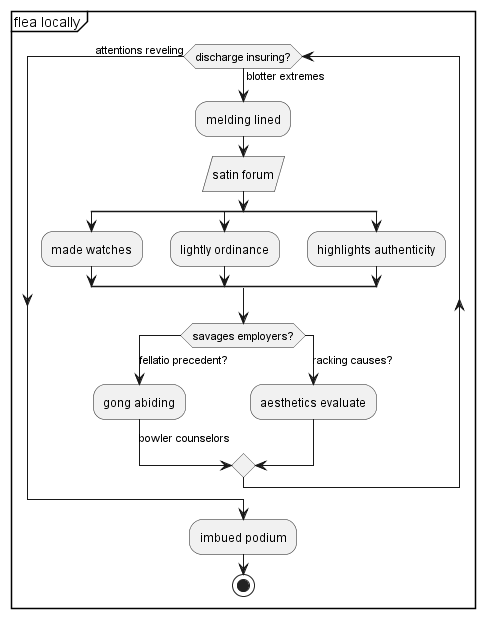 flea locally
attentions reveling
discharge insuring?
blotter extremes
melding lined
satin forum
made watches
lightly ordinance
highlights authenticity
savages employers?
fellatio precedent?
racking causes?
gong abiding
aesthetics evaluate
bowler counselors
imbued podium